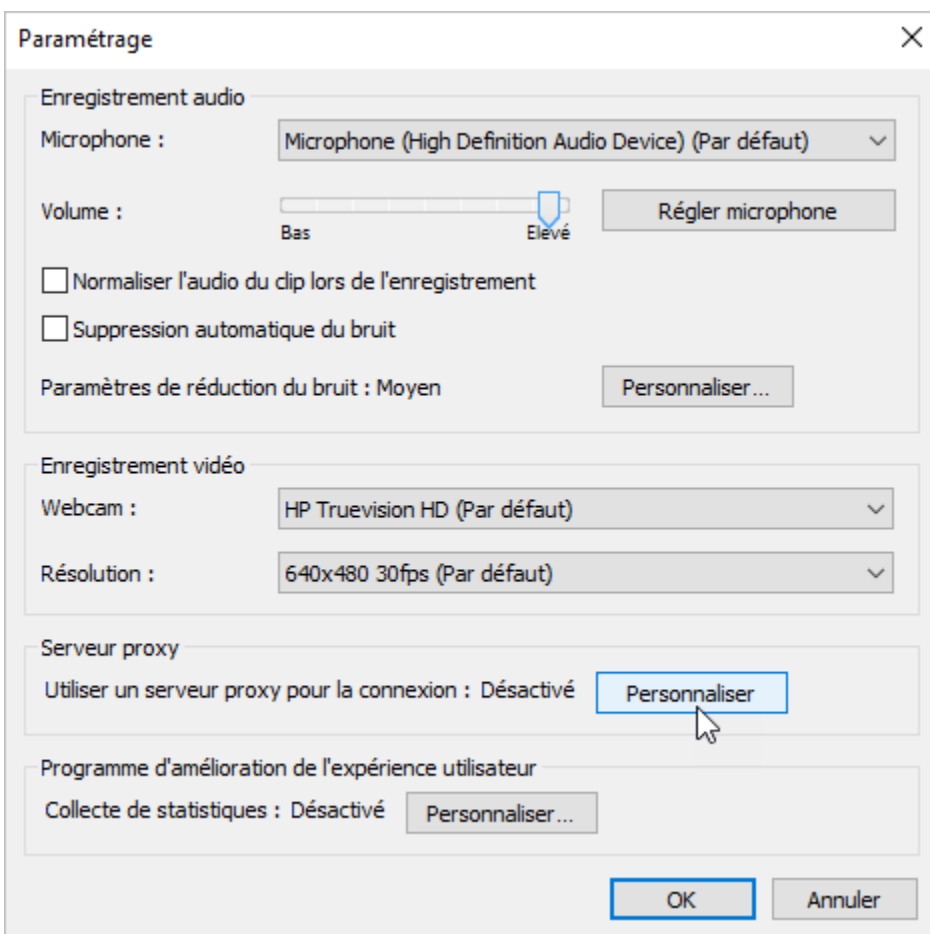 Paramétrage
Enregistrement audio
Microphone : Microphone (High Definition Audio Device) (Par défaut)
Volume : Bas Elevé Régler microphone
Normaliser l'audio du clip lors de l'enregistrement
Suppression automatique du bruit
Paramètres de réduction du bruit : Moyen Personnaliser...
Enregistrement vidéo
Webcam : HP Truevision HD (Par défaut)
Résolution : 640x480 30fps (Par défaut)
Serveur proxy
Utiliser un serveur proxy pour la connexion : Désactivé Personnaliser
Programme d'amélioration de l'expérience utilisateur
Collecte de statistiques : Désactivé Personnaliser...
OK Annuler